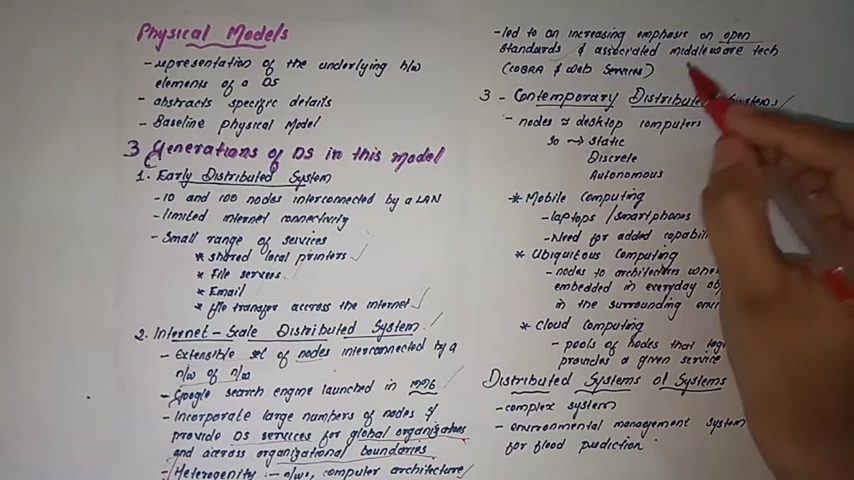 Physical Models
- representation of the underlying h/w
elements of a DS
- abstracts specific details
- Baseline Physical Model
3 Generations of DS in this model
1. Early Distributed System
- 10 and 100 nodes interconnected by a LAN
- limited internet connectivity
- Small range of services
* shared local printers
* File servers
* Email
* file transfer accross the internet
2. Internet-Scale Distributed System
- Extensible set of nodes interconnected by a
n/w of n/w
- Google search engine launched in 1996
- Incorporate large numbers of nodes &
provide DS services for global organizations
and across organizational boundaries
- Heterogenity :- n/w, computer architecture
- led to an increasing emphasis on open
standards & associated middleware tech
(COBRA & Web Services)
3 - Contemporary Distributed Systems
- nodes ≈ desktop computers
so → Static
Discrete
Autonomous
* Mobile Computing
- laptops / smartphones
- Need for added
* Ubiquitous Computing
- nodes to architecture
embedded in everyday
in the surrounding
* Cloud Computing
- pools of nodes that
provides a given service
Distributed Systems of Systems
- complex system
- environmental management system
for flood prediction